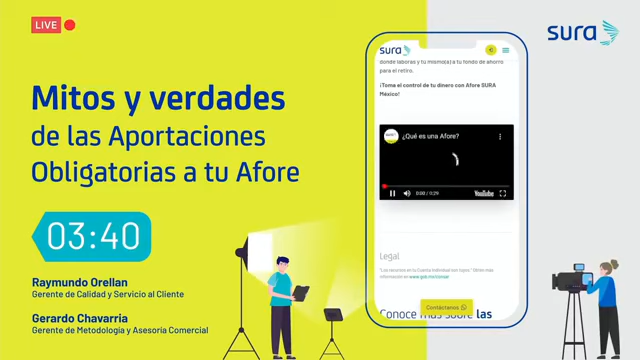 LIVE
sura
Mitos y verdades
de las Aportaciones
Obligatorias a tu Afore
03:40
Raymundo Orellan
Gerente de Calidad y Servicio al Cliente
Gerardo Chavarria
Gerente de Metodología y Asesoría Comercial
sura
donde laboras y tu mismo(a) a tu fondo de ahorro
para el retiro.
¡Toma el control de tu dinero con Afore SURA
México!
¿Qué es una Afore?
0:00 / 11:29
YouTube
Legal
Contáctanos
Conoce más sobre las